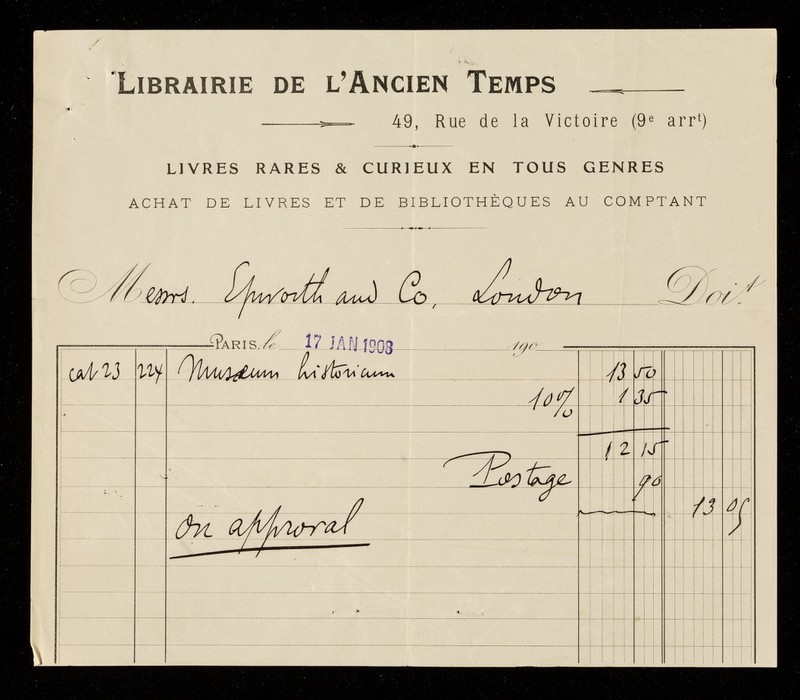 LIBRAIRIE DE L'ANCIEN TEMPS
49, Rue de la Victoire (9e arrt)
LIVRES RARES & CURIEUX EN TOUS GENRES
ACHAT DE LIVRES ET DE BIBLIOTHÈQUES AU COMPTANT
Messrs. Epworth and Co, London Doit
PARIS, le 17 JAN 1908 190
cat 23 224 Musæum historicum 13 50
10% 1 35
12 15
Postage 90
13 05
On approval